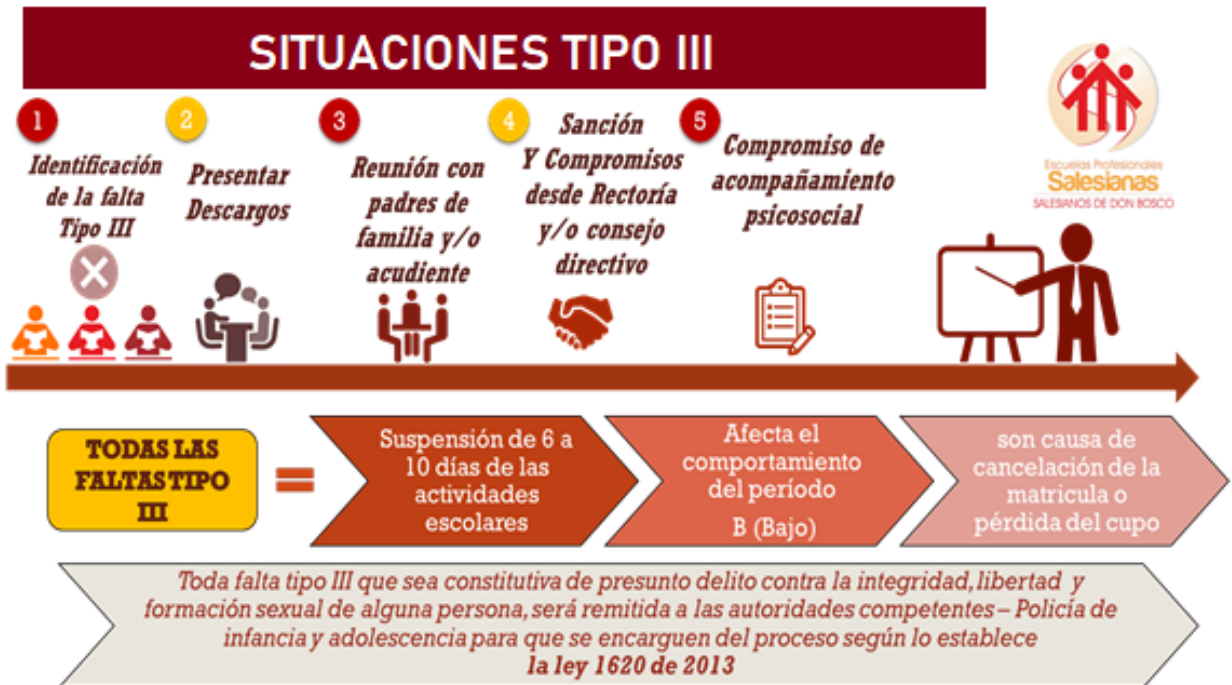 SITUACIONES TIPO III
1
Identificación
de la falta
Tipo III
2
Presentar
Descargos
3
Reunión con
padres de
familia y/o
acudiente
4
Sanción
Y Compromisos
desde Rectoría
y/o consejo
directivo
5
Compromiso de
acompañamiento
psicosocial
Escuelas Profesionales
Salesianas
SALESIANOS DE DON BOSCO
TODAS LAS
FALTAS TIPO
III
=
Suspensión de 6 a
10 días de las
actividades
escolares
Afecta el
comportamiento
del período
B (Bajo)
son causa de
cancelación de la
matricula o
pérdida del cupo
Toda falta tipo III que sea constitutiva de presunto delito contra la integridad, libertad y
formación sexual de alguna persona, será remitida a las autoridades competentes – Policía de
infancia y adolescencia para que se encarguen del proceso según lo establece
la ley 1620 de 2013